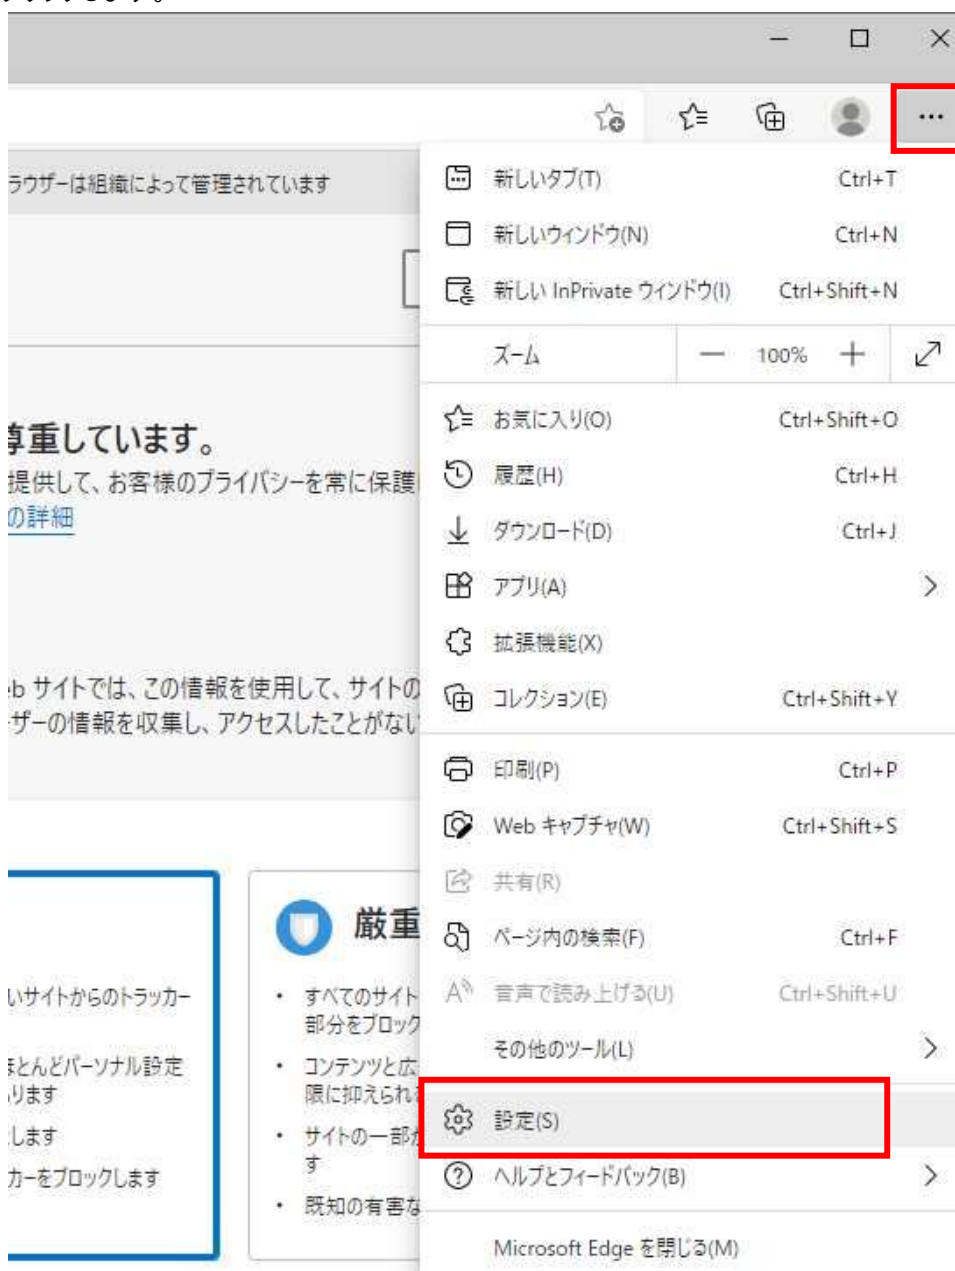 ラウザーは組織によって管理されています
重しています。
提供して、お客様のプライバシーを常に保護
の詳細
b サイトでは、この情報を使用して、サイトの
ザーの情報を収集し、アクセスしたことがない
いサイトからのトラッカー
ほとんどパーソナル設定
ります
します
カーをブロックします
厳重
• すべてのサイト
部分をブロック
• コンテンツと広
限に抑えられ
• サイトの一部が
す
• 既知の有害な
新しいタブ(T) Ctrl+T
新しいウィンドウ(N) Ctrl+N
新しい InPrivate ウィンドウ(I) Ctrl+Shift+N
ズーム — 100% +
お気に入り(O) Ctrl+Shift+O
履歴(H) Ctrl+H
ダウンロード(D) Ctrl+J
アプリ(A)
拡張機能(X)
コレクション(E) Ctrl+Shift+Y
印刷(P) Ctrl+P
Web キャプチャ(W) Ctrl+Shift+S
共有(R)
ページ内の検索(F) Ctrl+F
音声で読み上げる(U) Ctrl+Shift+U
その他のツール(L)
設定(S)
ヘルプとフィードバック(B)
Microsoft Edge を閉じる(M)